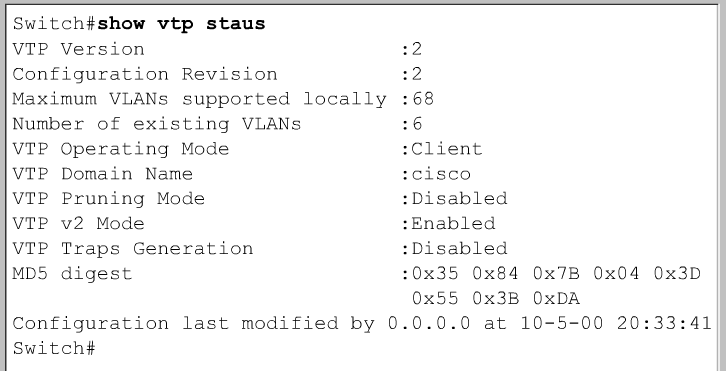 Switch#show vtp staus
VTP Version :2
Configuration Revision :2
Maximum VLANs supported locally :68
Number of existing VLANs :6
VTP Operating Mode :Client
VTP Domain Name :cisco
VTP Pruning Mode :Disabled
VTP v2 Mode :Enabled
VTP Traps Generation :Disabled
MD5 digest :0x35 0x84 0x7B 0x04 0x3D
0x55 0x3B 0xDA
Configuration last modified by 0.0.0.0 at 10-5-00 20:33:41
Switch#